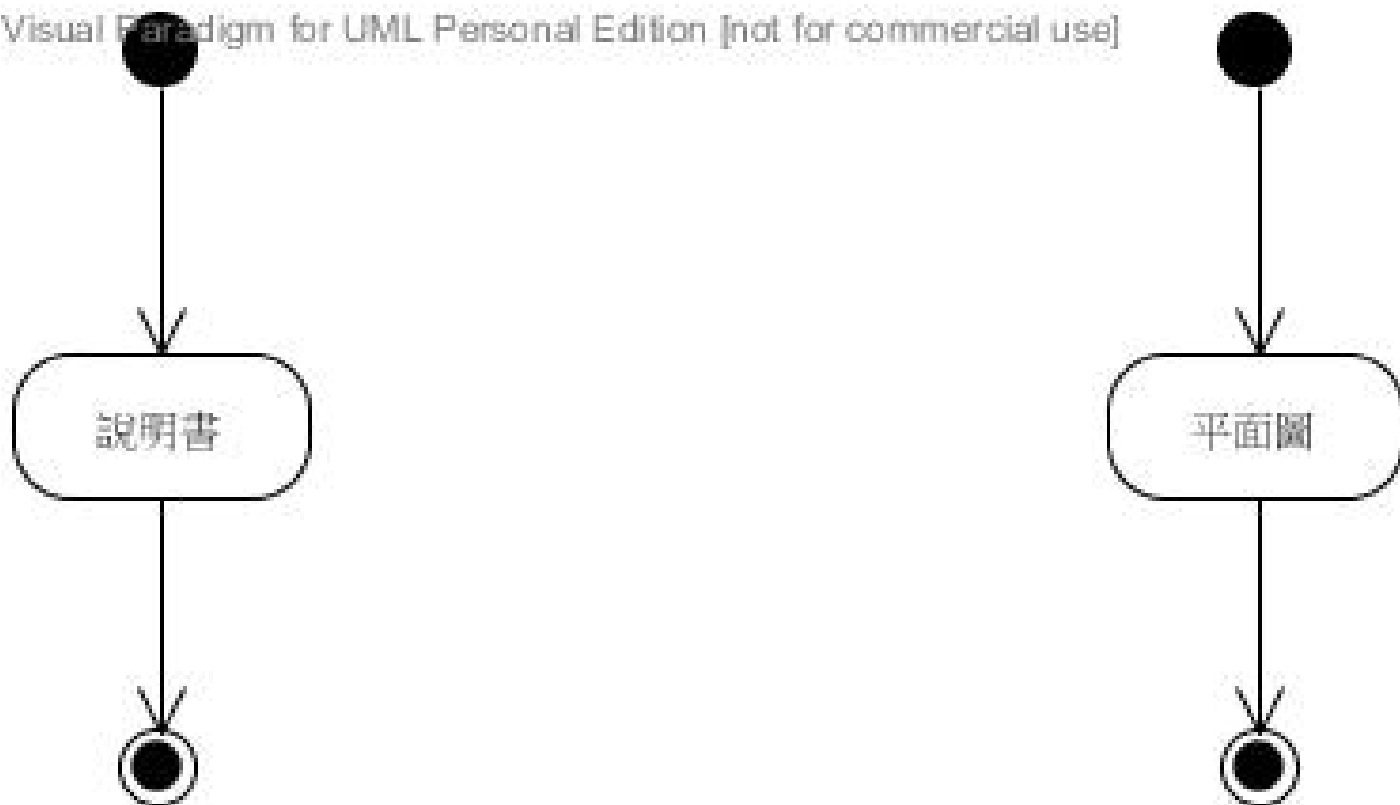 Visual Paradigm for UML Personal Edition [not for commercial use]
說明書
平面圖